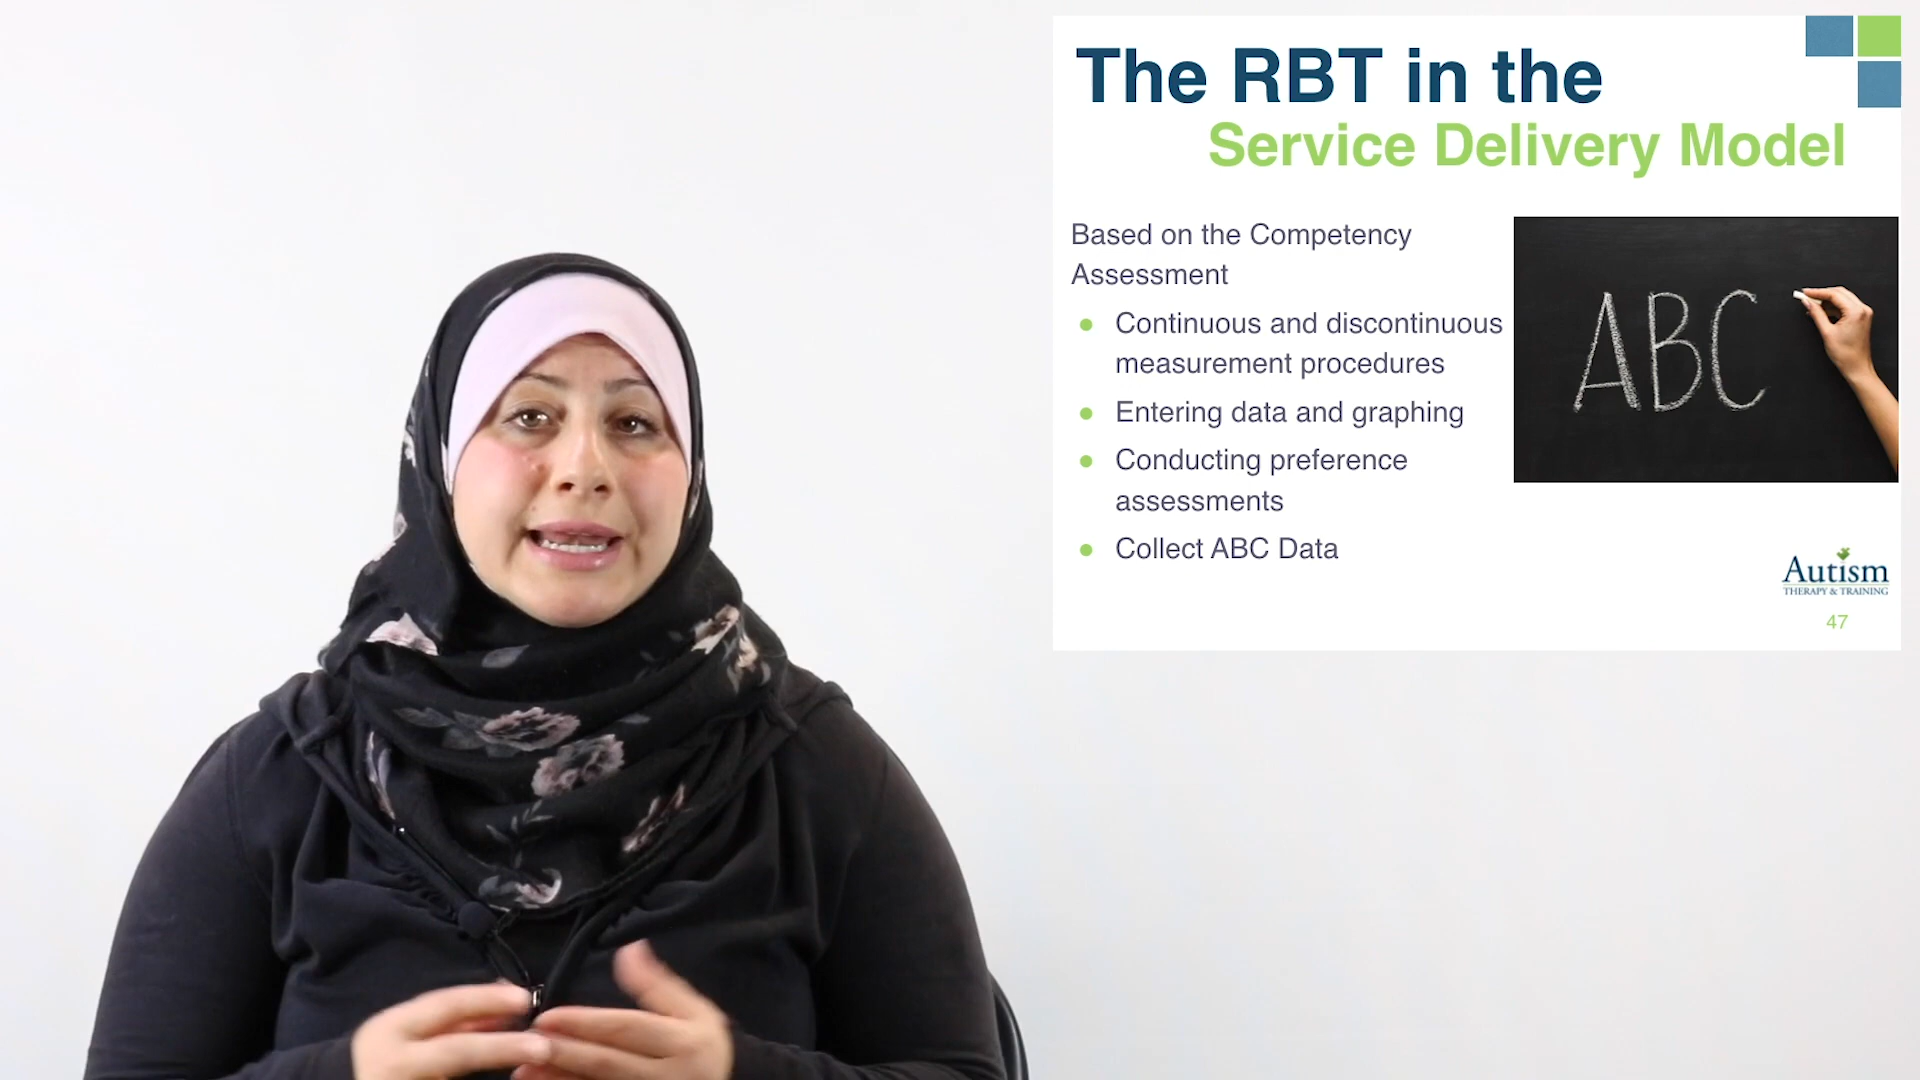 The RBT in the
Service Delivery Model
Based on the Competency
Assessment
● Continuous and discontinuous
measurement procedures
● Entering data and graphing
● Conducting preference
assessments
● Collect ABC Data
ABC
Autism
THERAPY & TRAINING
47